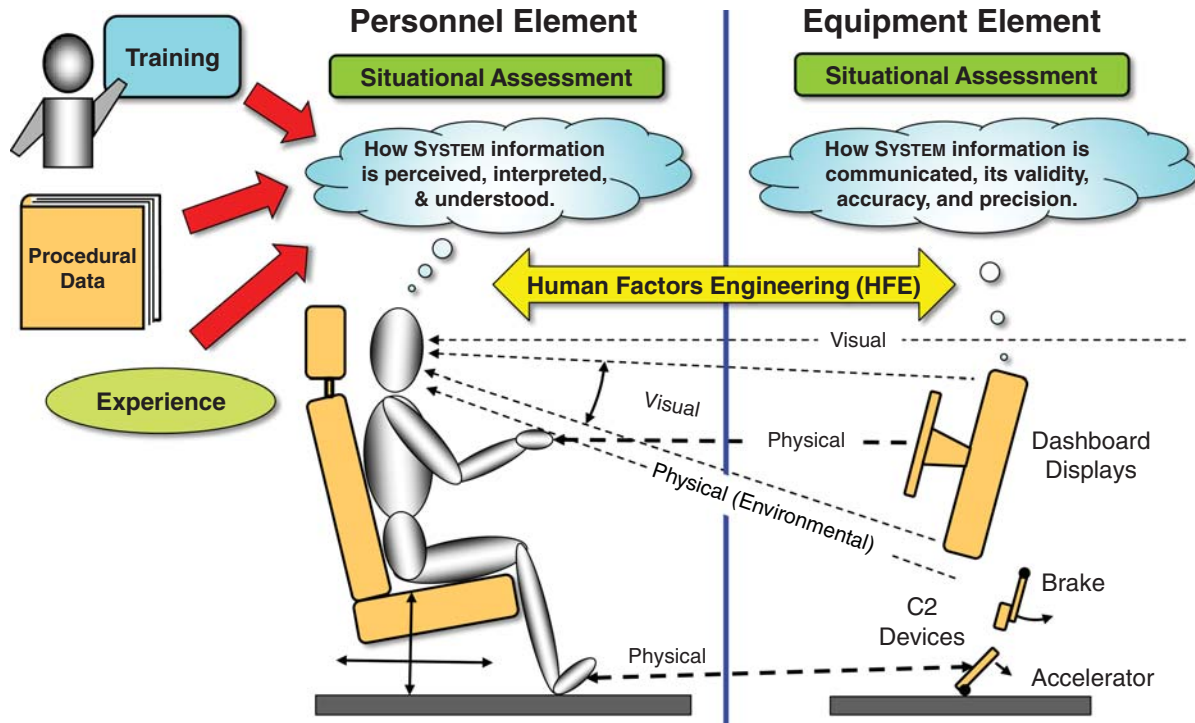 Personnel Element
Equipment Element
Training
Situational Assessment
Situational Assessment
How SYSTEM information
is perceived, interpreted,
& understood.
How SYSTEM information is
communicated, its validity,
accuracy, and precision.
Procedural
Data
Human Factors Engineering (HFE)
Visual
Experience
Visual
Physical
Dashboard
Displays
Physical (Environmental)
Brake
C2
Devices
Physical
Accelerator